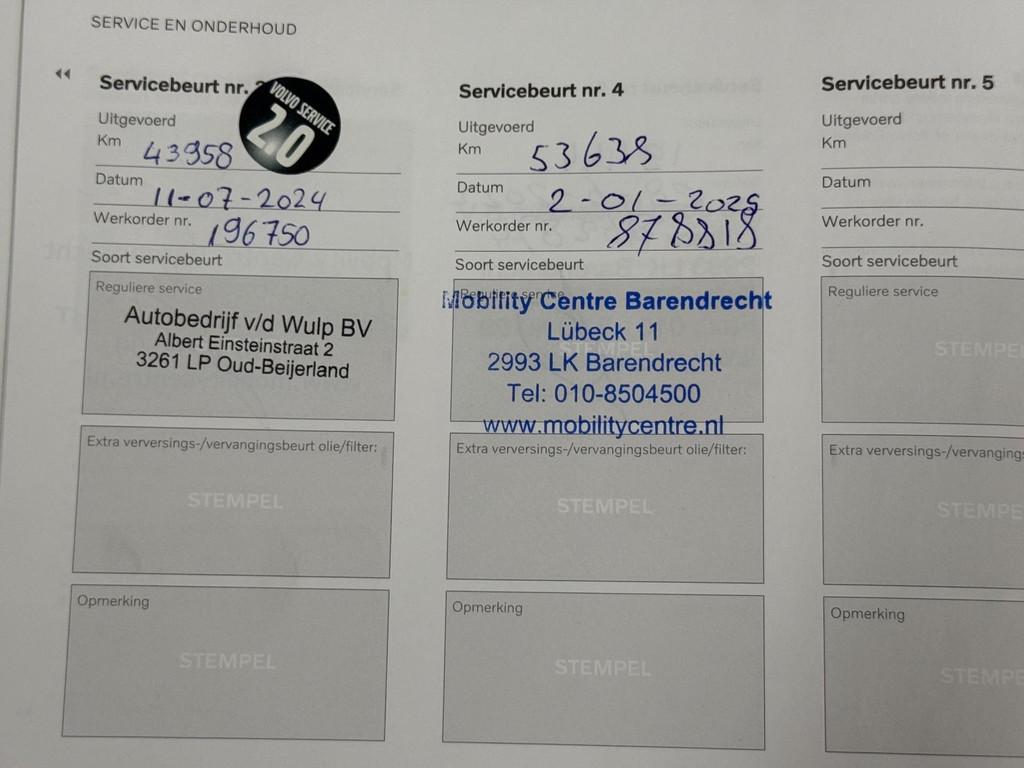 SERVICE EN ONDERHOUD
Servicebeurt nr.
VOLVO SERVICE
2.0
Uitgevoerd
Km 43958
Datum 11-07-2024
Werkorder nr. 196750
Soort servicebeurt
Reguliere service
Autobedrijf v/d Wulp BV
Albert Einsteinstraat 2
3261 LP Oud-Beijerland
Extra verversings-/vervangingsbeurt olie/filter:
STEMPEL
Opmerking
STEMPEL
Servicebeurt nr. 4
Uitgevoerd
Km 53638
Datum 2-01-2025
Werkorder nr. 878818
Soort servicebeurt
Reguliere service
Mobility Centre Barendrecht
Lübeck 11
STEMPEL
2993 LK Barendrecht
Tel: 010-8504500
www.mobilitycentre.nl
Extra verversings-/vervangingsbeurt olie/filter:
STEMPEL
Opmerking
STEMPEL
Servicebeurt nr. 5
Uitgevoerd
Km
Datum
Werkorder nr.
Soort servicebeurt
Reguliere service
STEMPE
Extra verversings-/vervangings
STEMPE
Opmerking
STEMPE